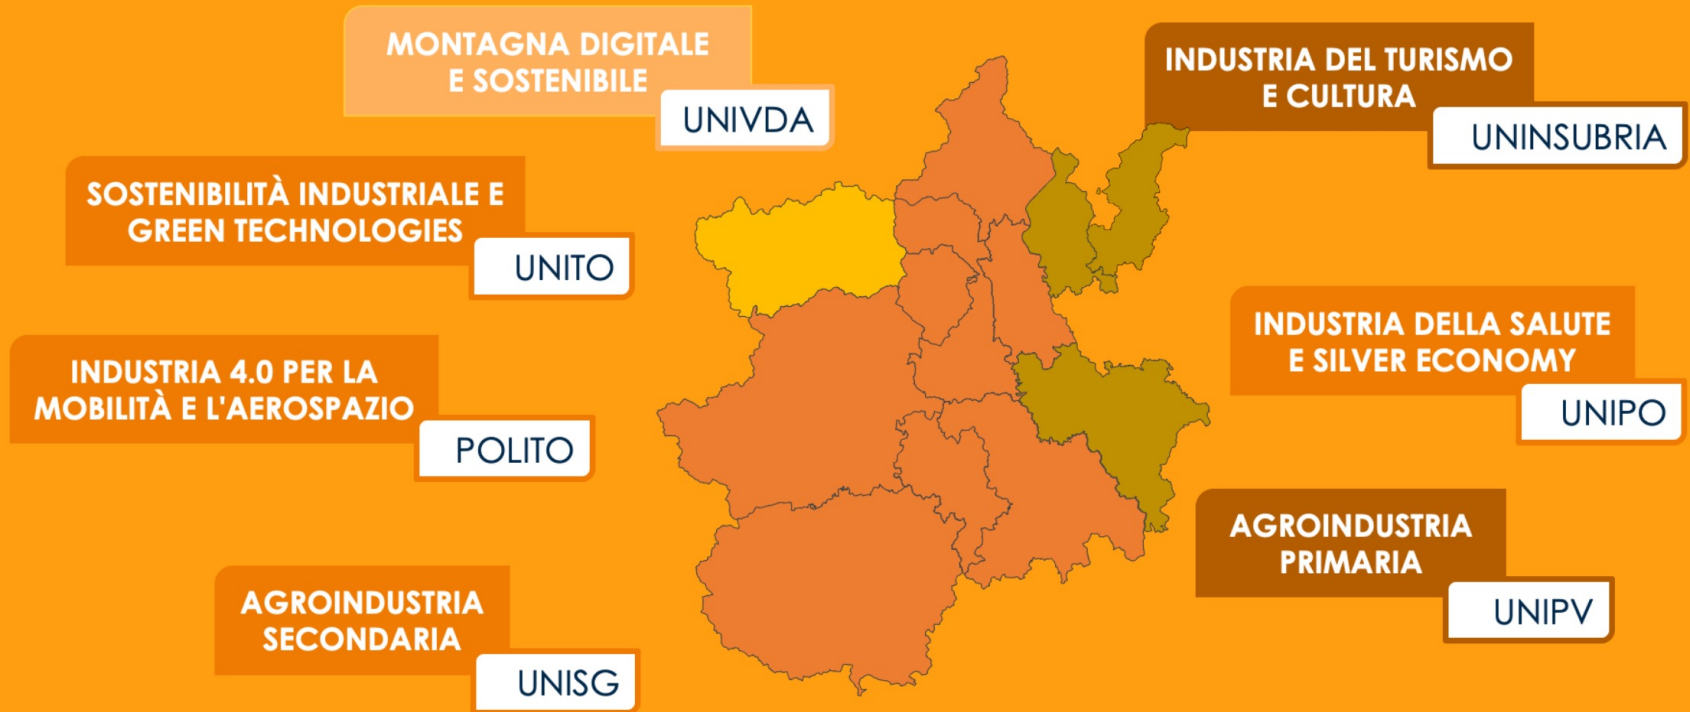 MONTAGNA DIGITALE
E SOSTENIBILE
UNIVDA
INDUSTRIA DEL TURISMO
E CULTURA
UNINSUBRIA
SOSTENIBILITÀ INDUSTRIALE E
GREEN TECHNOLOGIES
UNITO
INDUSTRIA DELLA SALUTE
E SILVER ECONOMY
UNIPO
INDUSTRIA 4.0 PER LA
MOBILITÀ E L'AEROSPAZIO
POLITO
AGROINDUSTRIA
PRIMARIA
UNIPV
AGROINDUSTRIA
SECONDARIA
UNISG